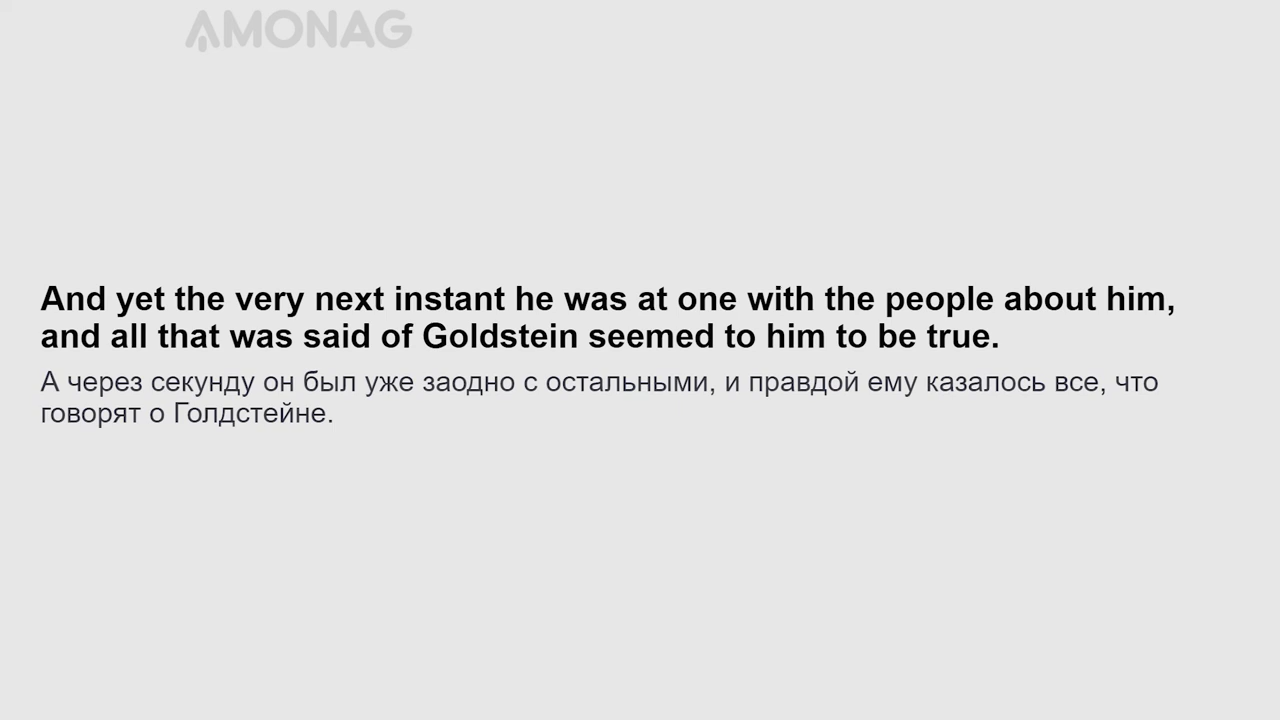 AMONAG
And yet the very next instant he was at one with the people about him,
and all that was said of Goldstein seemed to him to be true.
А через секунду он был уже заодно с остальными, и правдой ему казалось все, что
говорят о Голдстейне.